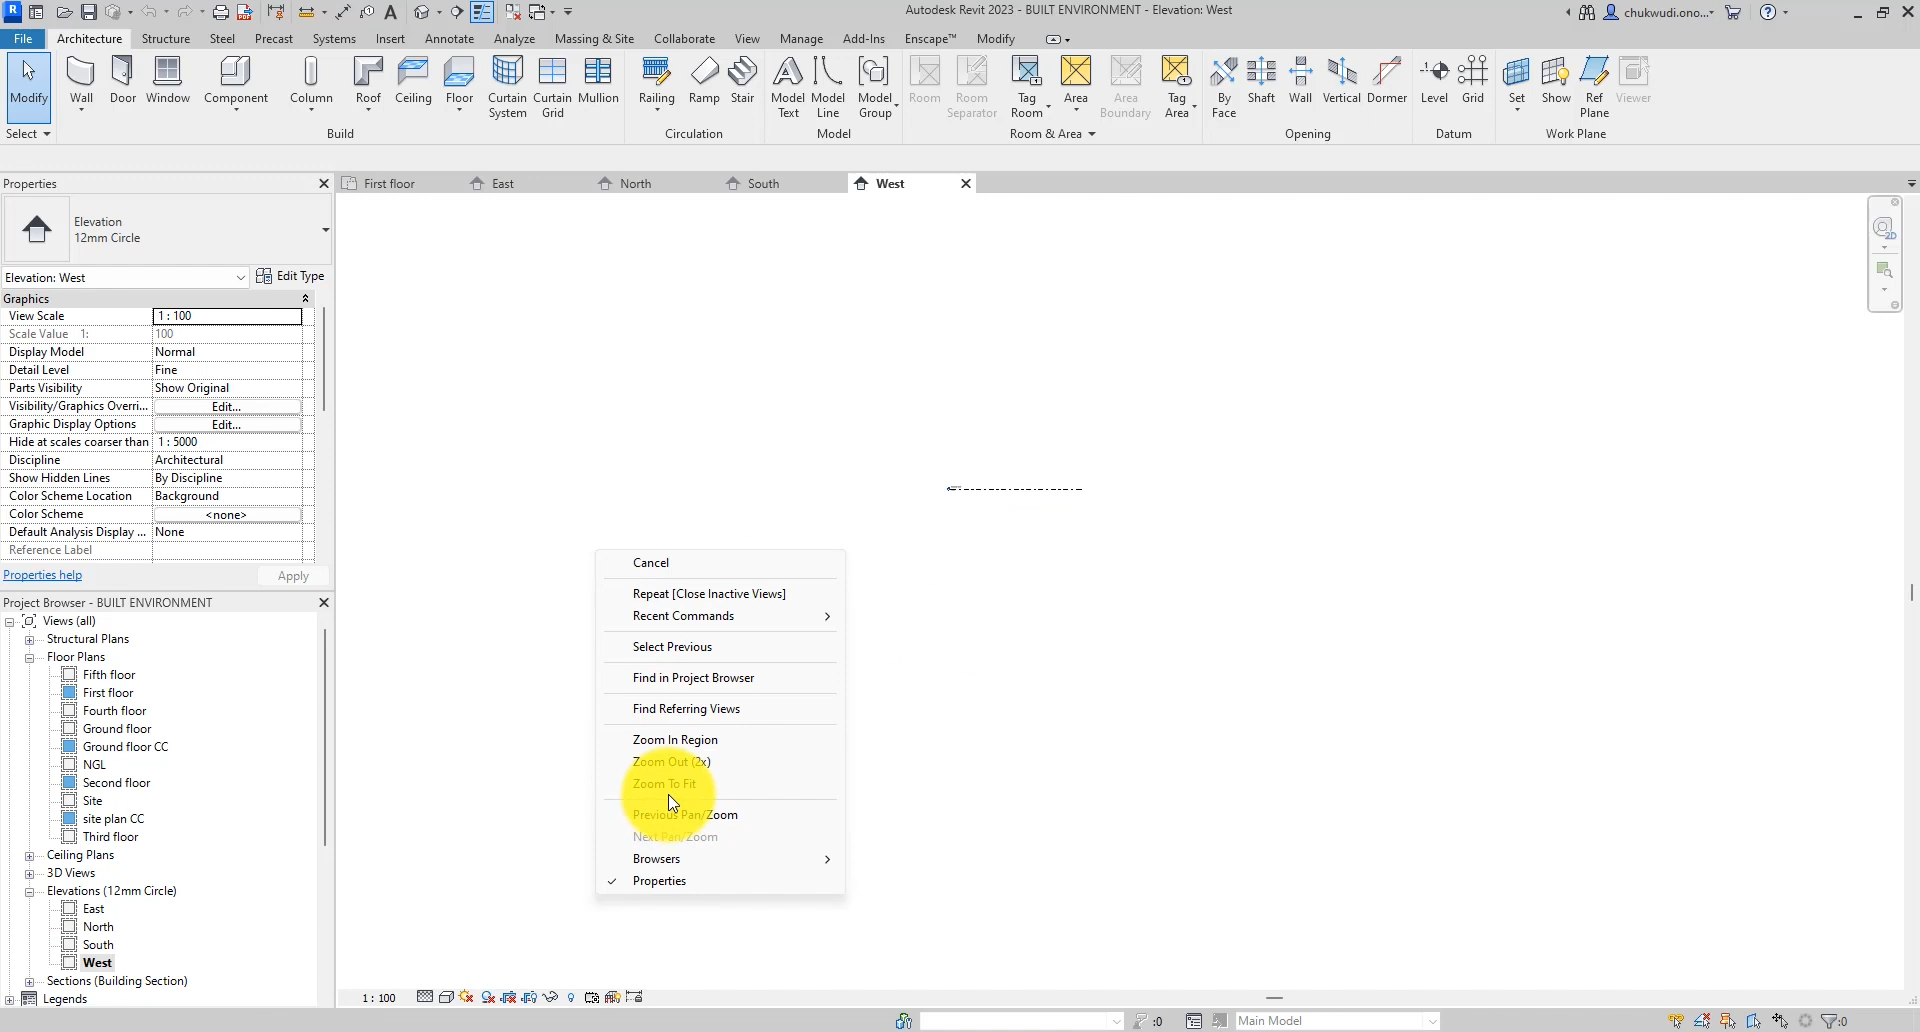 Autodesk Revit 2023 - BUILT ENVIRONMENT - Elevation: West
chukwudi.ono...
File Architecture Structure Steel Precast Systems Insert Annotate Analyze Massing & Site Collaborate View Manage Add-Ins Enscape™ Modify
Modify Wall Door Window Component Column Roof Ceiling Floor Curtain System Curtain Grid Mullion Railing Ramp Stair Model Text Model Line Model Group Room Room Separator Tag Room Area Area Boundary Tag Area By Face Shaft Wall Vertical Dormer Level Grid Set Show Ref Plane Viewer
Select Build Circulation Model Room & Area Opening Datum Work Plane
Properties
First floor East North South West
Elevation
12mm Circle
Elevation: West Edit Type
Graphics
View Scale 1 : 100
Scale Value 1: 100
Display Model Normal
Detail Level Fine
Parts Visibility Show Original
Visibility/Graphics Overri... Edit...
Graphic Display Options Edit...
Hide at scales coarser than 1 : 5000
Discipline Architectural
Show Hidden Lines By Discipline
Color Scheme Location Background
Color Scheme <none>
Default Analysis Display ... None
Reference Label
Properties help Apply
Project Browser - BUILT ENVIRONMENT
Views (all)
Structural Plans
Floor Plans
Fifth floor
First floor
Fourth floor
Ground floor
Ground floor CC
NGL
Second floor
Site
site plan CC
Third floor
Ceiling Plans
3D Views
Elevations (12mm Circle)
East
North
South
West
Sections (Building Section)
Legends
Cancel
Repeat [Close Inactive Views]
Recent Commands
Select Previous
Find in Project Browser
Find Referring Views
Zoom In Region
Zoom Out (2x)
Zoom To Fit
Previous Pan/Zoom
Next Pan/Zoom
Browsers
Properties
2D
1 : 100
:0 Main Model :0